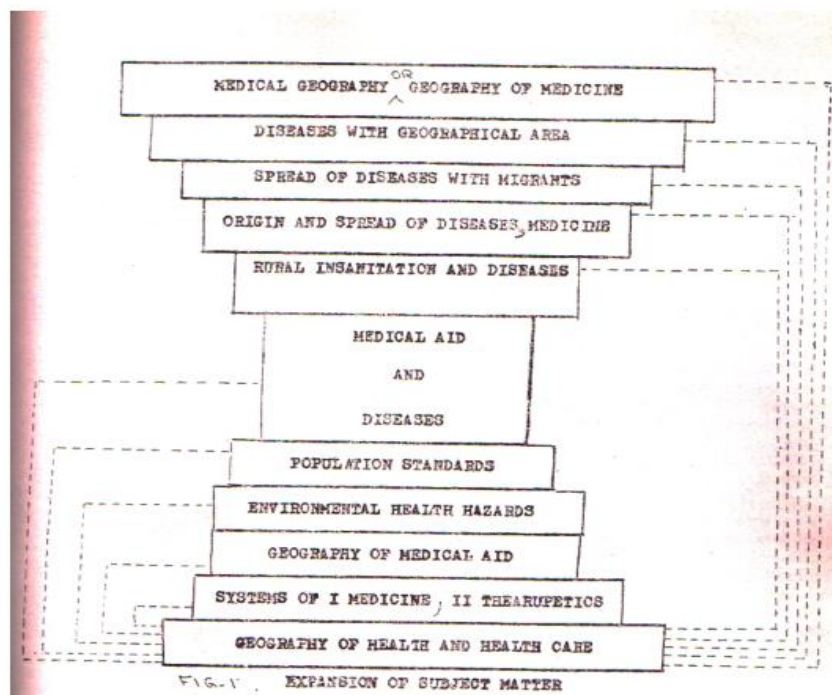 MEDICAL GEOGRAPHY OR GEOGRAPHY OF MEDICINE
DISEASES WITH GEOGRAPHICAL AREA
SPREAD OF DISEASES WITH MIGRANTS
ORIGIN AND SPREAD OF DISEASES, MEDICINE
RURAL INSANITATION AND DISEASES
MEDICAL AID
AND
DISEASES
POPULATION STANDARDS
ENVIRONMENTAL HEALTH HAZARDS
GEOGRAPHY OF MEDICAL AID
SYSTEMS OF I MEDICINE, II THEARUPETICS
GEOGRAPHY OF HEALTH AND HEALTH CARE
FIG-1. EXPANSION OF SUBJECT MATTER